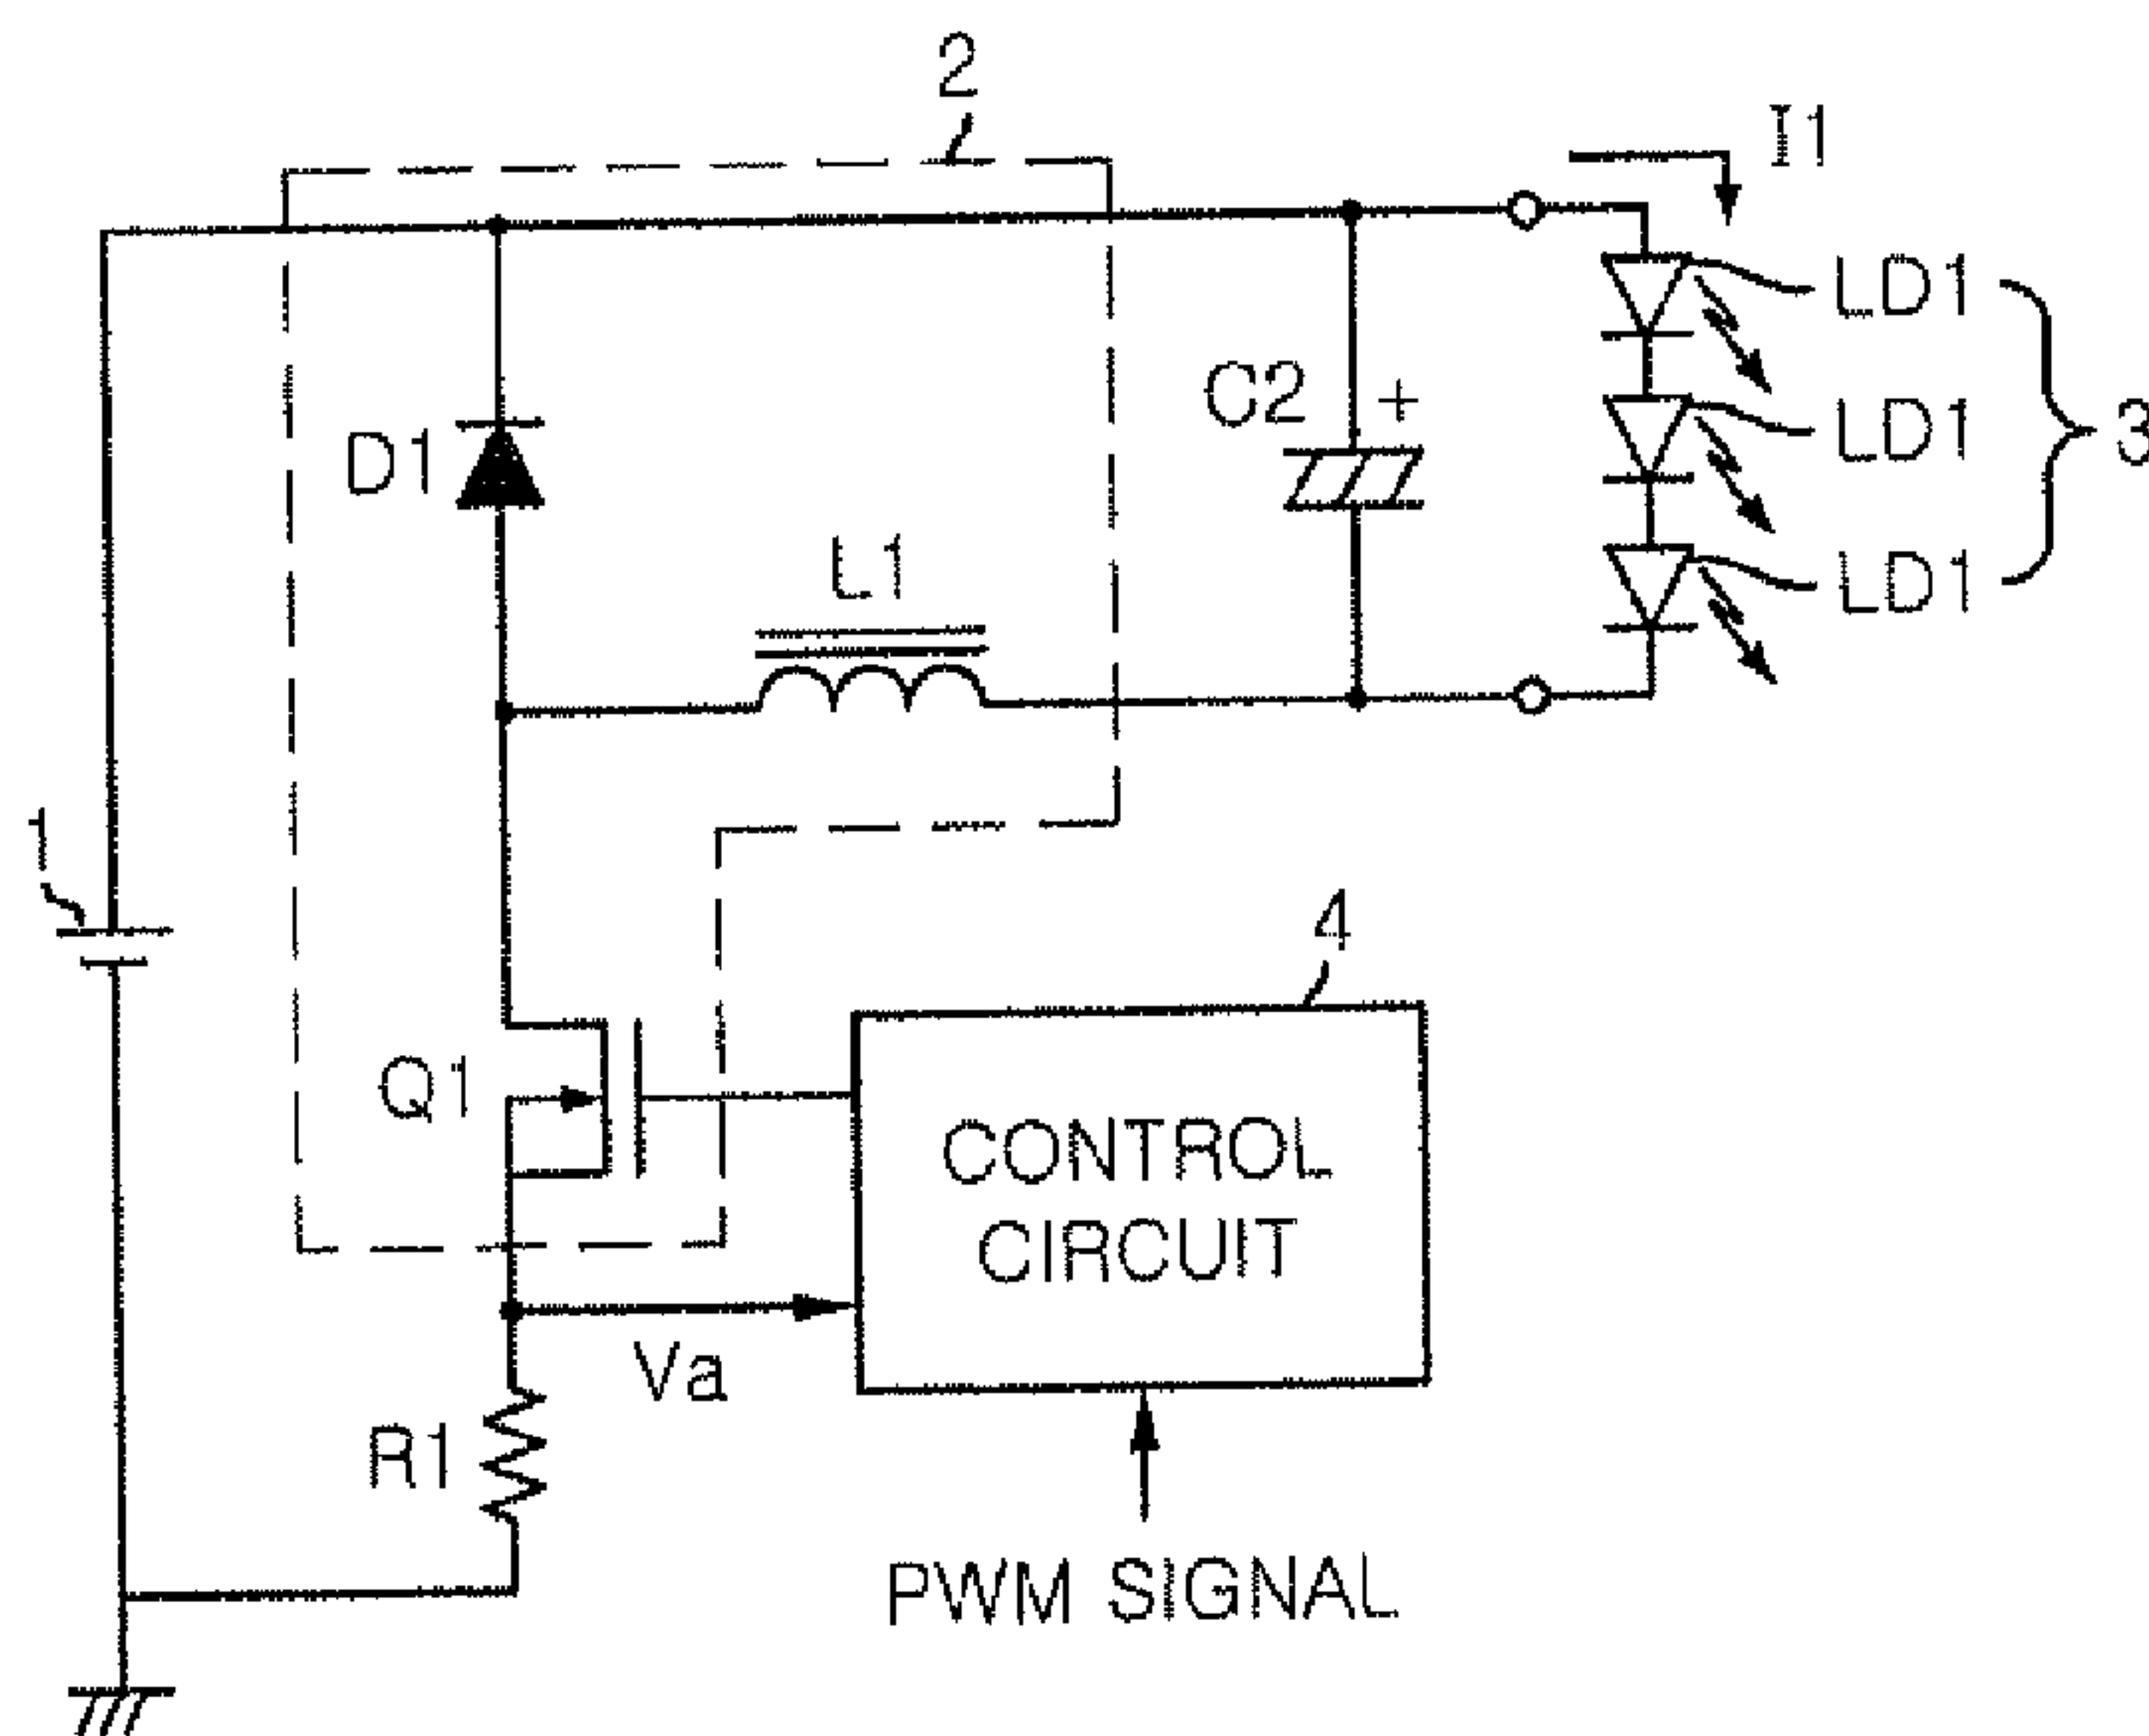 2
I1
LD1
D1
C2 +
LD1
3
L1
LD1
1
4
Q1
CONTROL
CIRCUIT
Va
R1
PWM SIGNAL